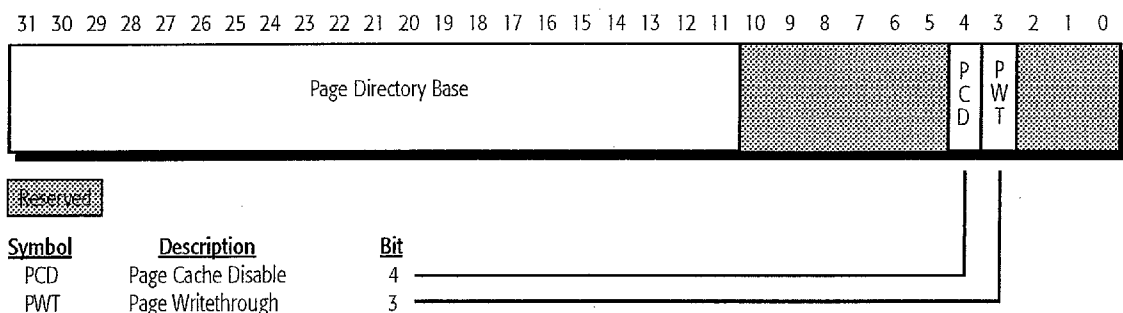 31 30 29 28 27 26 25 24 23 22 21 20 19 18 17 16 15 14 13 12 11 10 9 8 7 6 5 4 3 2 1 0
Page Directory Base
PCD
PWT
Reserved
Symbol Description Bit
PCD Page Cache Disable 4
PWT Page Writethrough 3